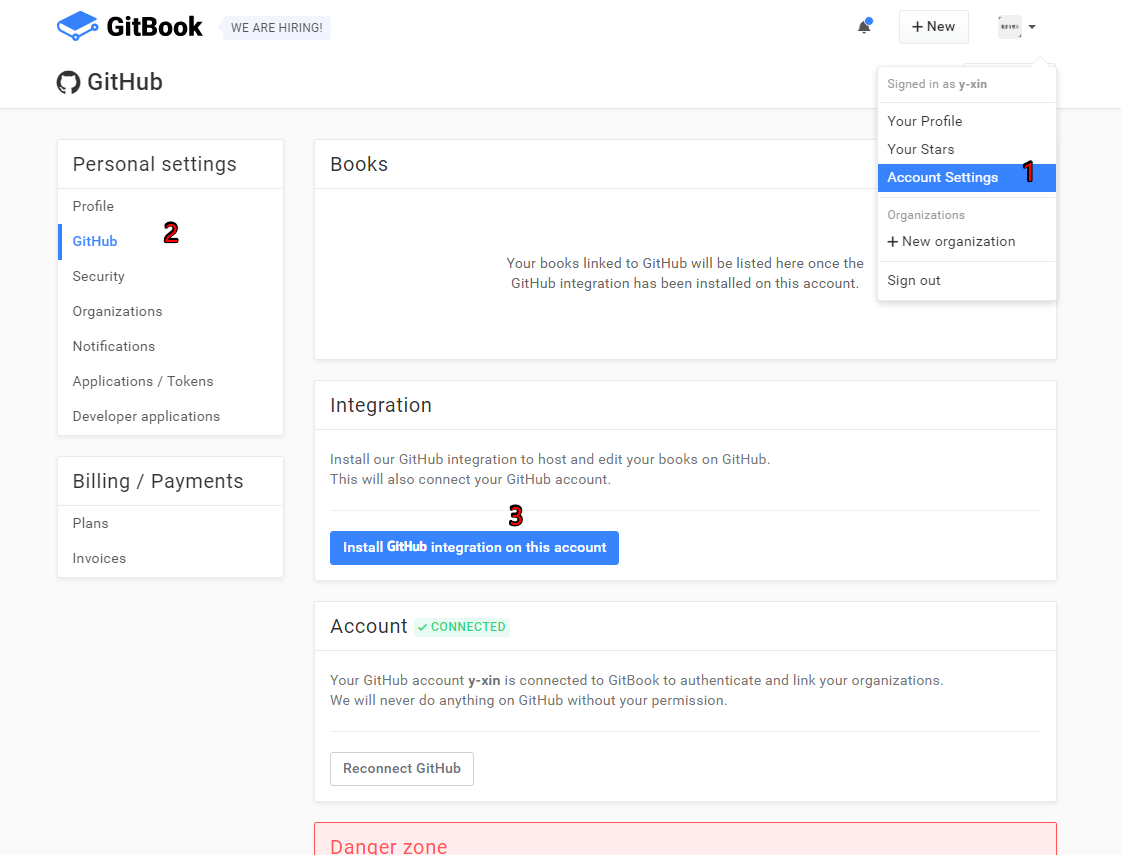 GitBook
WE ARE HIRING!
+ New
GitHub
Signed in as y-xin
Your Profile
Your Stars
Account Settings
1
Organizations
+ New organization
Sign out
Personal settings
Profile
GitHub
2
Security
Organizations
Notifications
Applications / Tokens
Developer applications
Billing / Payments
Plans
Invoices
Books
Your books linked to GitHub will be listed here once the
GitHub integration has been installed on this account.
Integration
Install our GitHub integration to host and edit your books on GitHub.
This will also connect your GitHub account.
3
Install GitHub integration on this account
Account ✓ CONNECTED
Your GitHub account y-xin is connected to GitBook to authenticate and link your organizations.
We will never do anything on GitHub without your permission.
Reconnect GitHub
Danger zone